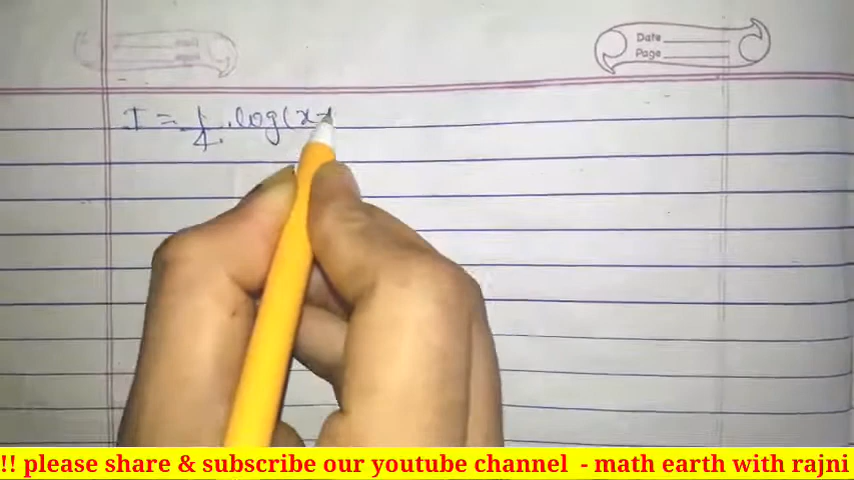 Date
Page
I = 1/4 . log(x
!! please share & subscribe our youtube channel - math earth with rajni